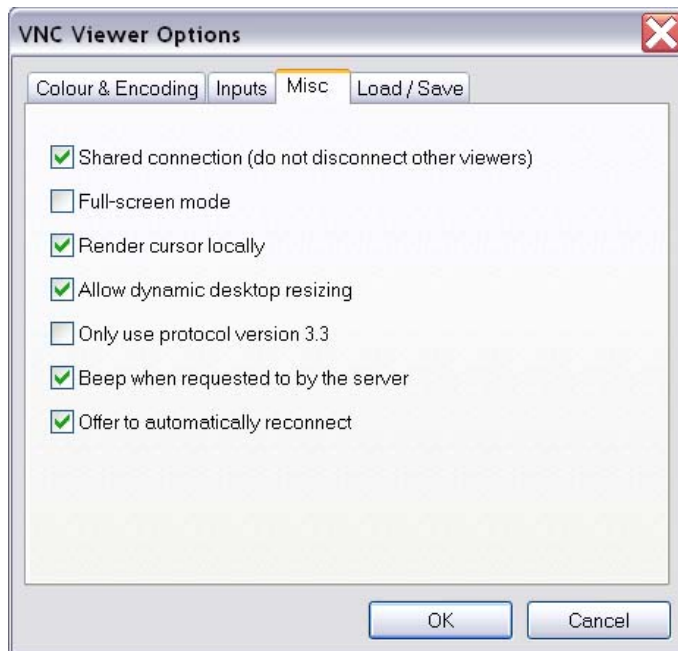 VNC Viewer Options
Colour & Encoding Inputs Misc Load / Save
Shared connection (do not disconnect other viewers)
Full-screen mode
Render cursor locally
Allow dynamic desktop resizing
Only use protocol version 3.3
Beep when requested to by the server
Offer to automatically reconnect
OK Cancel